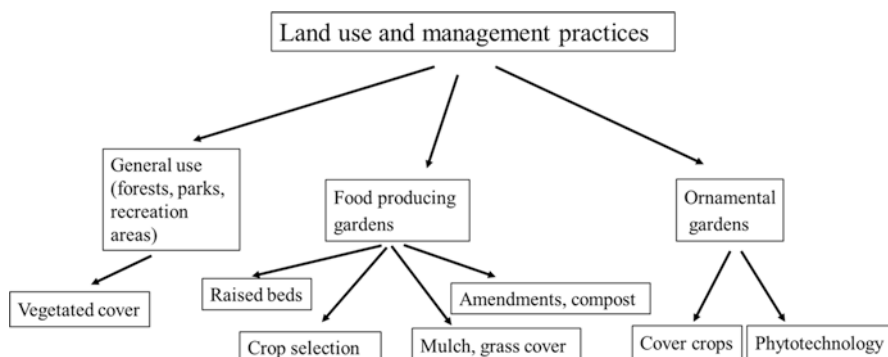 Land use and management practices
General use
(forests, parks,
recreation
areas)
Food producing
gardens
Ornamental
gardens
Vegetated cover
Raised beds
Amendments, compost
Crop selection
Mulch, grass cover
Cover crops
Phytotechnology